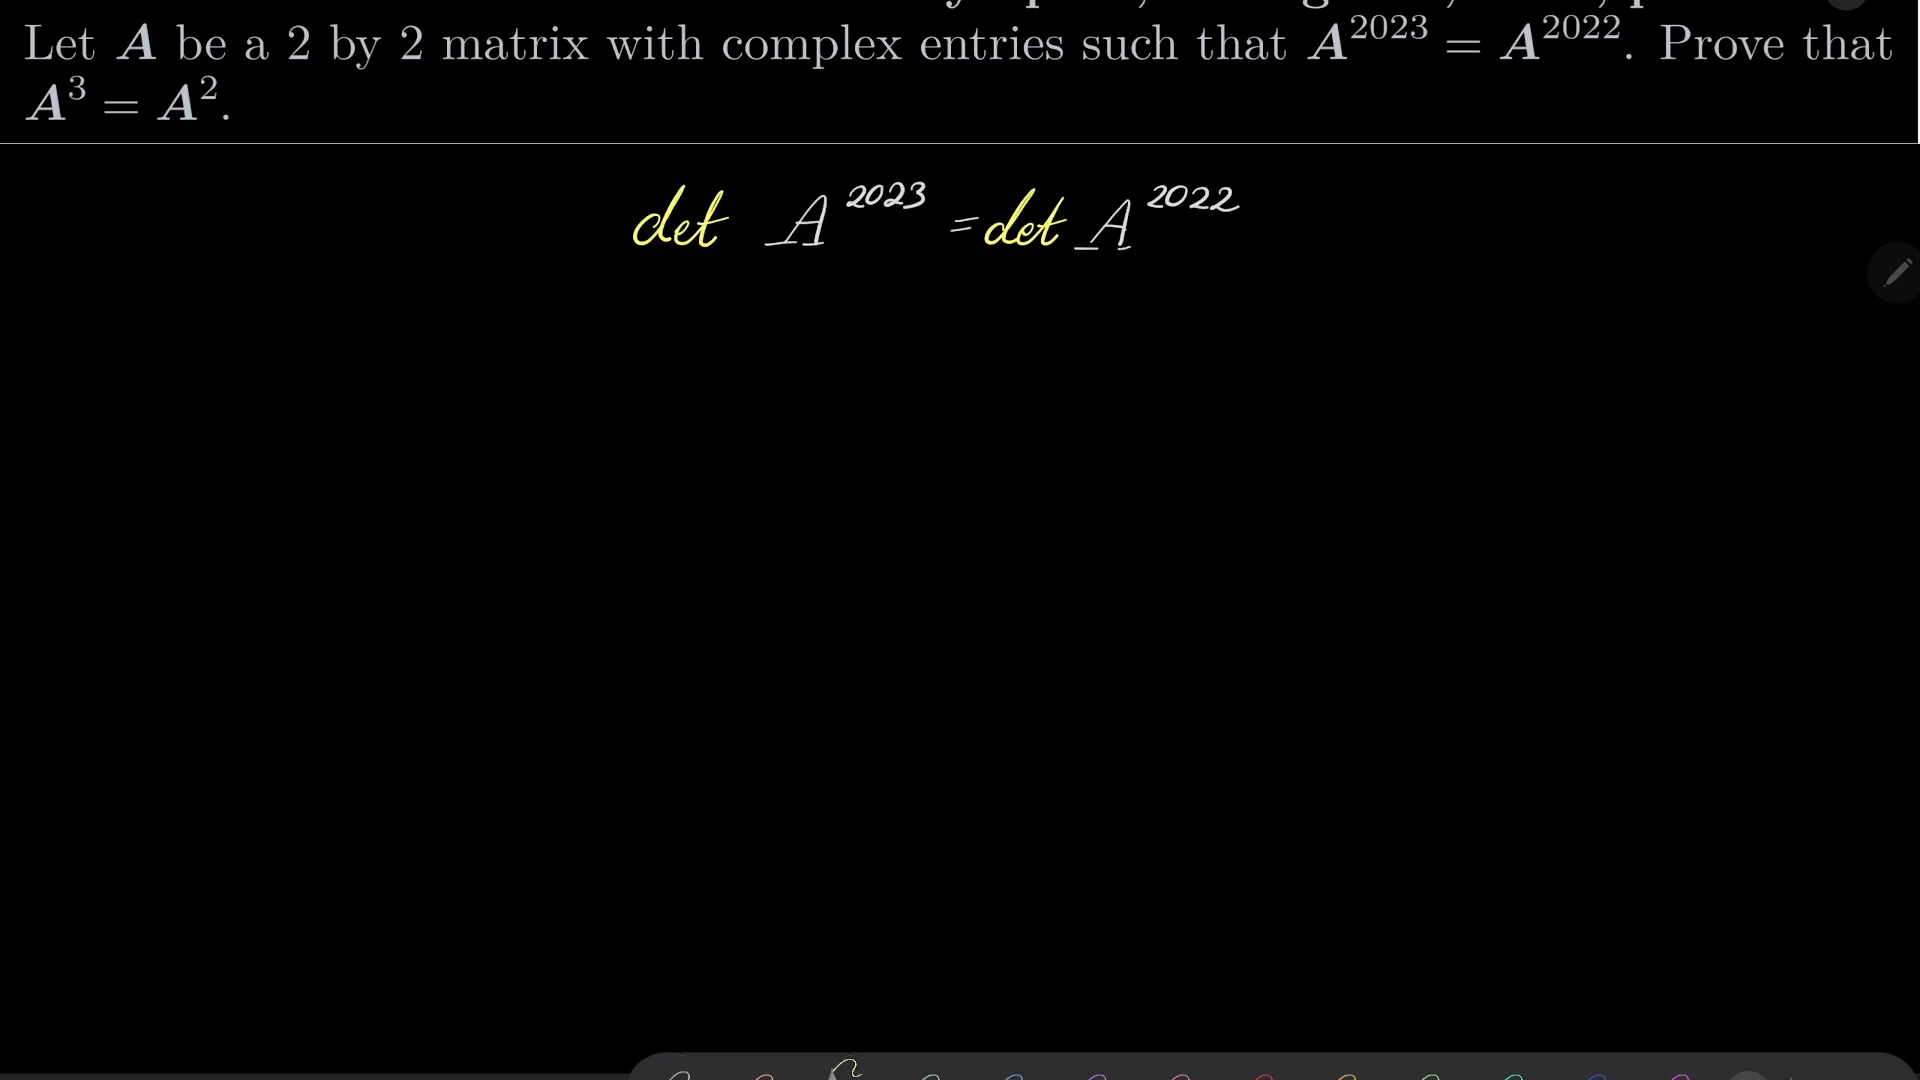 Let A be a 2 by 2 matrix with complex entries such that A^2023 = A^2022. Prove that
A^3 = A^2.
det A^2023 = det A^2022